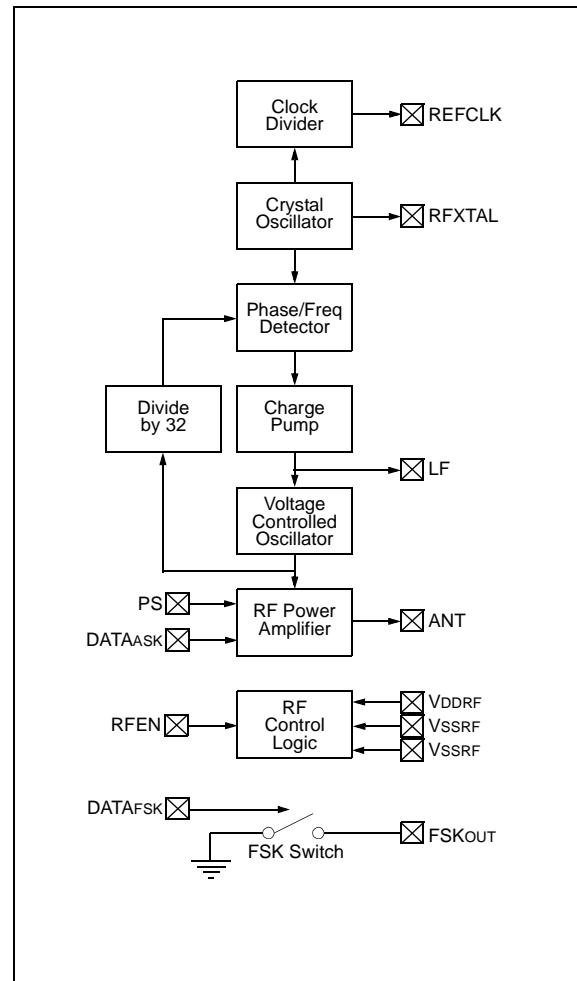 Clock
Divider
REFCLK
Crystal
Oscillator
RFXTAL
Phase/Freq
Detector
Divide
by 32
Charge
Pump
LF
Voltage
Controlled
Oscillator
PS
RF Power
Amplifier
ANT
DATAASK
RFEN
RF
Control
Logic
VDDRF
VSSRF
VSSRF
DATAFSK
FSKOUT
FSK Switch